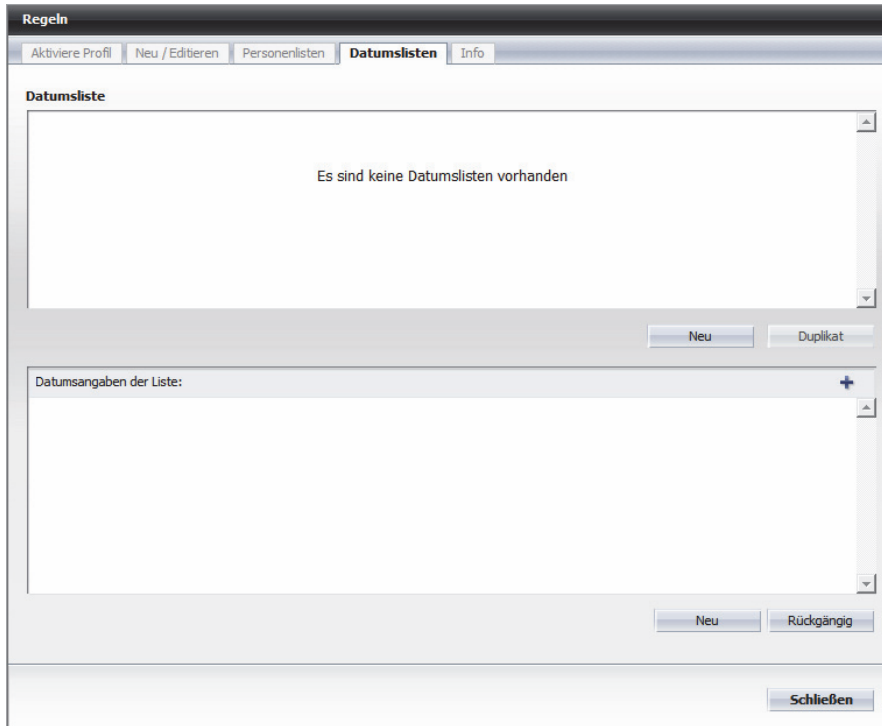 Regeln
Aktiviere Profil Neu / Editieren Personenlisten Datumslisten Info
Datumsliste
Es sind keine Datumslisten vorhanden
Neu Duplikat
Datumsangaben der Liste:
Neu Rückgängig
Schließen